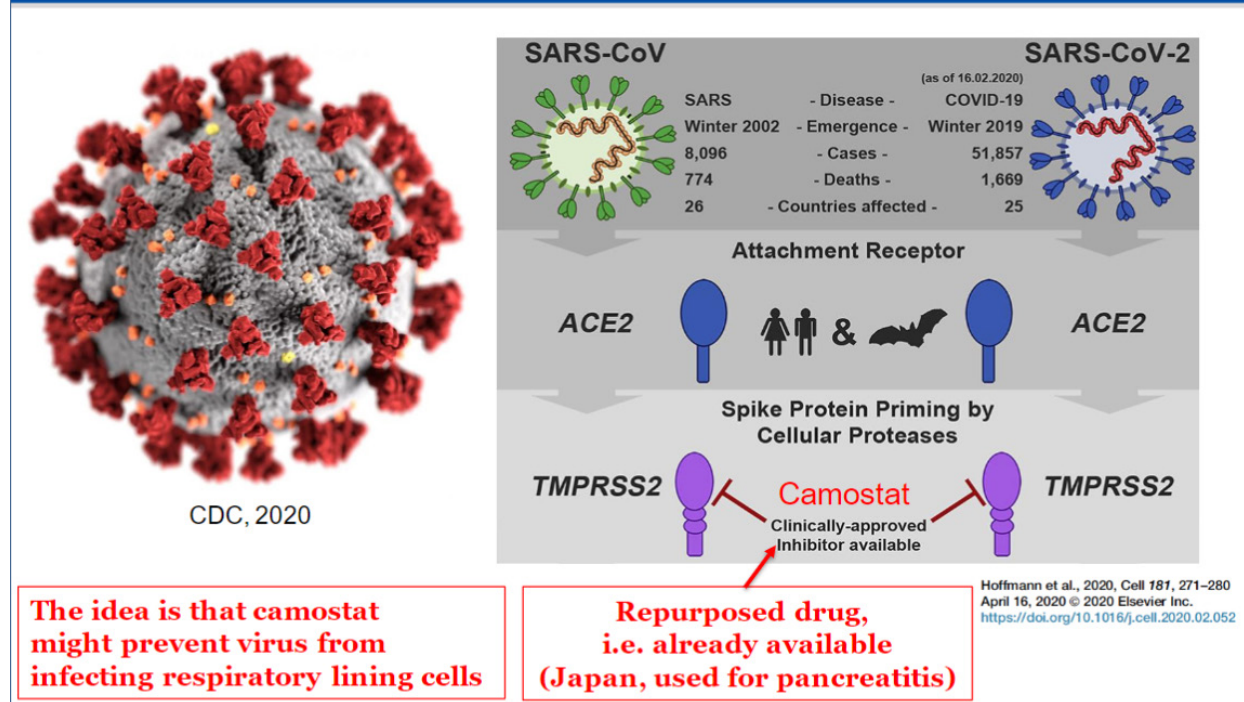 CDC, 2020
SARS-CoV
SARS-CoV-2
(as of 16.02.2020)
SARS - Disease - COVID-19
Winter 2002 - Emergence - Winter 2019
8,096 - Cases - 51,857
774 - Deaths - 1,669
26 - Countries affected - 25
Attachment Receptor
ACE2 & ACE2
Spike Protein Priming by
Cellular Proteases
TMPRSS2 Camostat TMPRSS2
Clinically-approved
Inhibitor available
The idea is that camostat
might prevent virus from
infecting respiratory lining cells
Repurposed drug,
i.e. already available
(Japan, used for pancreatitis)
Hoffmann et al., 2020, Cell 181, 271–280
April 16, 2020 © 2020 Elsevier Inc.
https://doi.org/10.1016/j.cell.2020.02.052